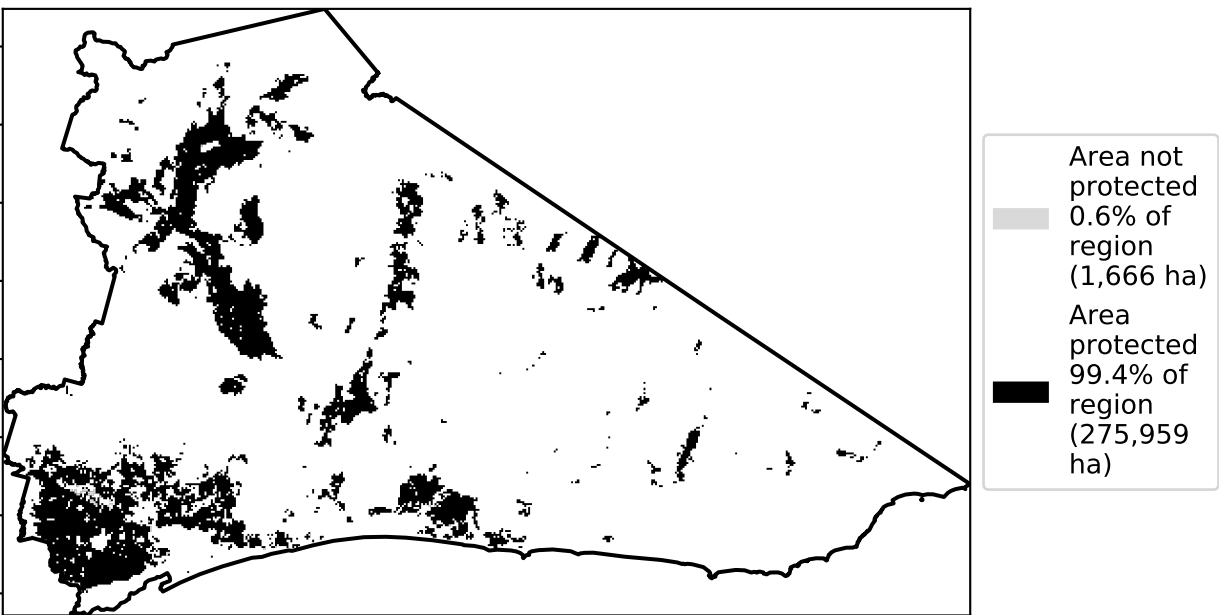 Area not
protected
0.6% of
region
(1,666 ha)
Area
protected
99.4% of
region
(275,959
ha)